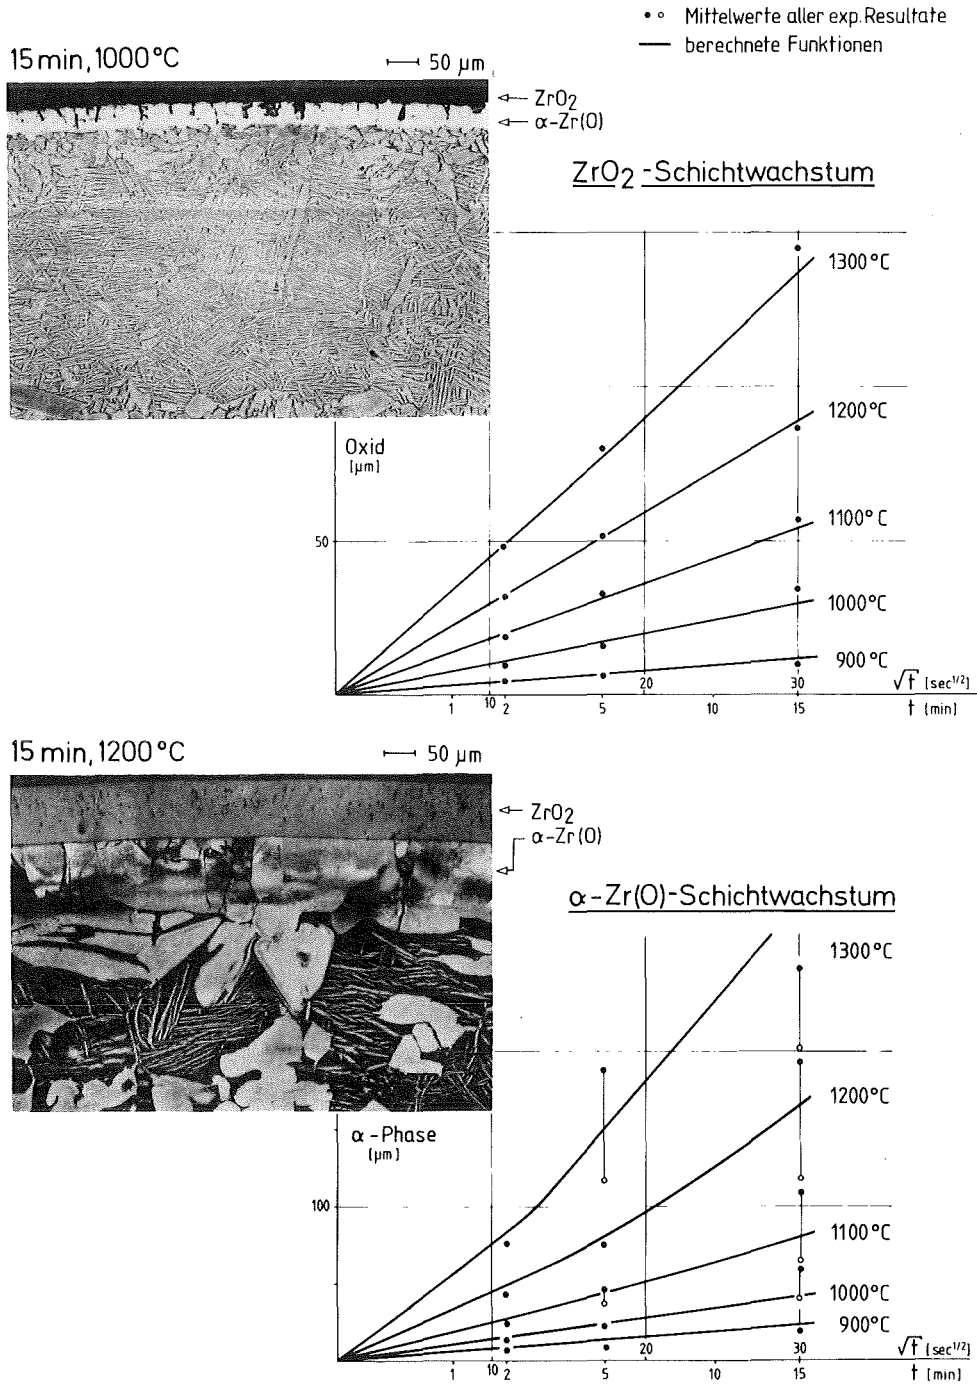 • ○ Mittelwerte aller exp. Resultate
— berechnete Funktionen
15 min, 1000°C
50 µm
ZrO2
α-Zr(O)
ZrO2-Schichtwachstum
1300°C
1200°C
1100°C
1000°C
900°C
Oxid
[µm]
50
10 20 30
√t [sec1/2]
1 2 5 10 15
t [min]
15 min, 1200°C
50 µm
ZrO2
α-Zr(O)
α-Zr(O)-Schichtwachstum
1300°C
1200°C
1100°C
1000°C
900°C
α-Phase
[µm]
100
10 20 30
√t [sec1/2]
1 2 5 10 15
t [min]